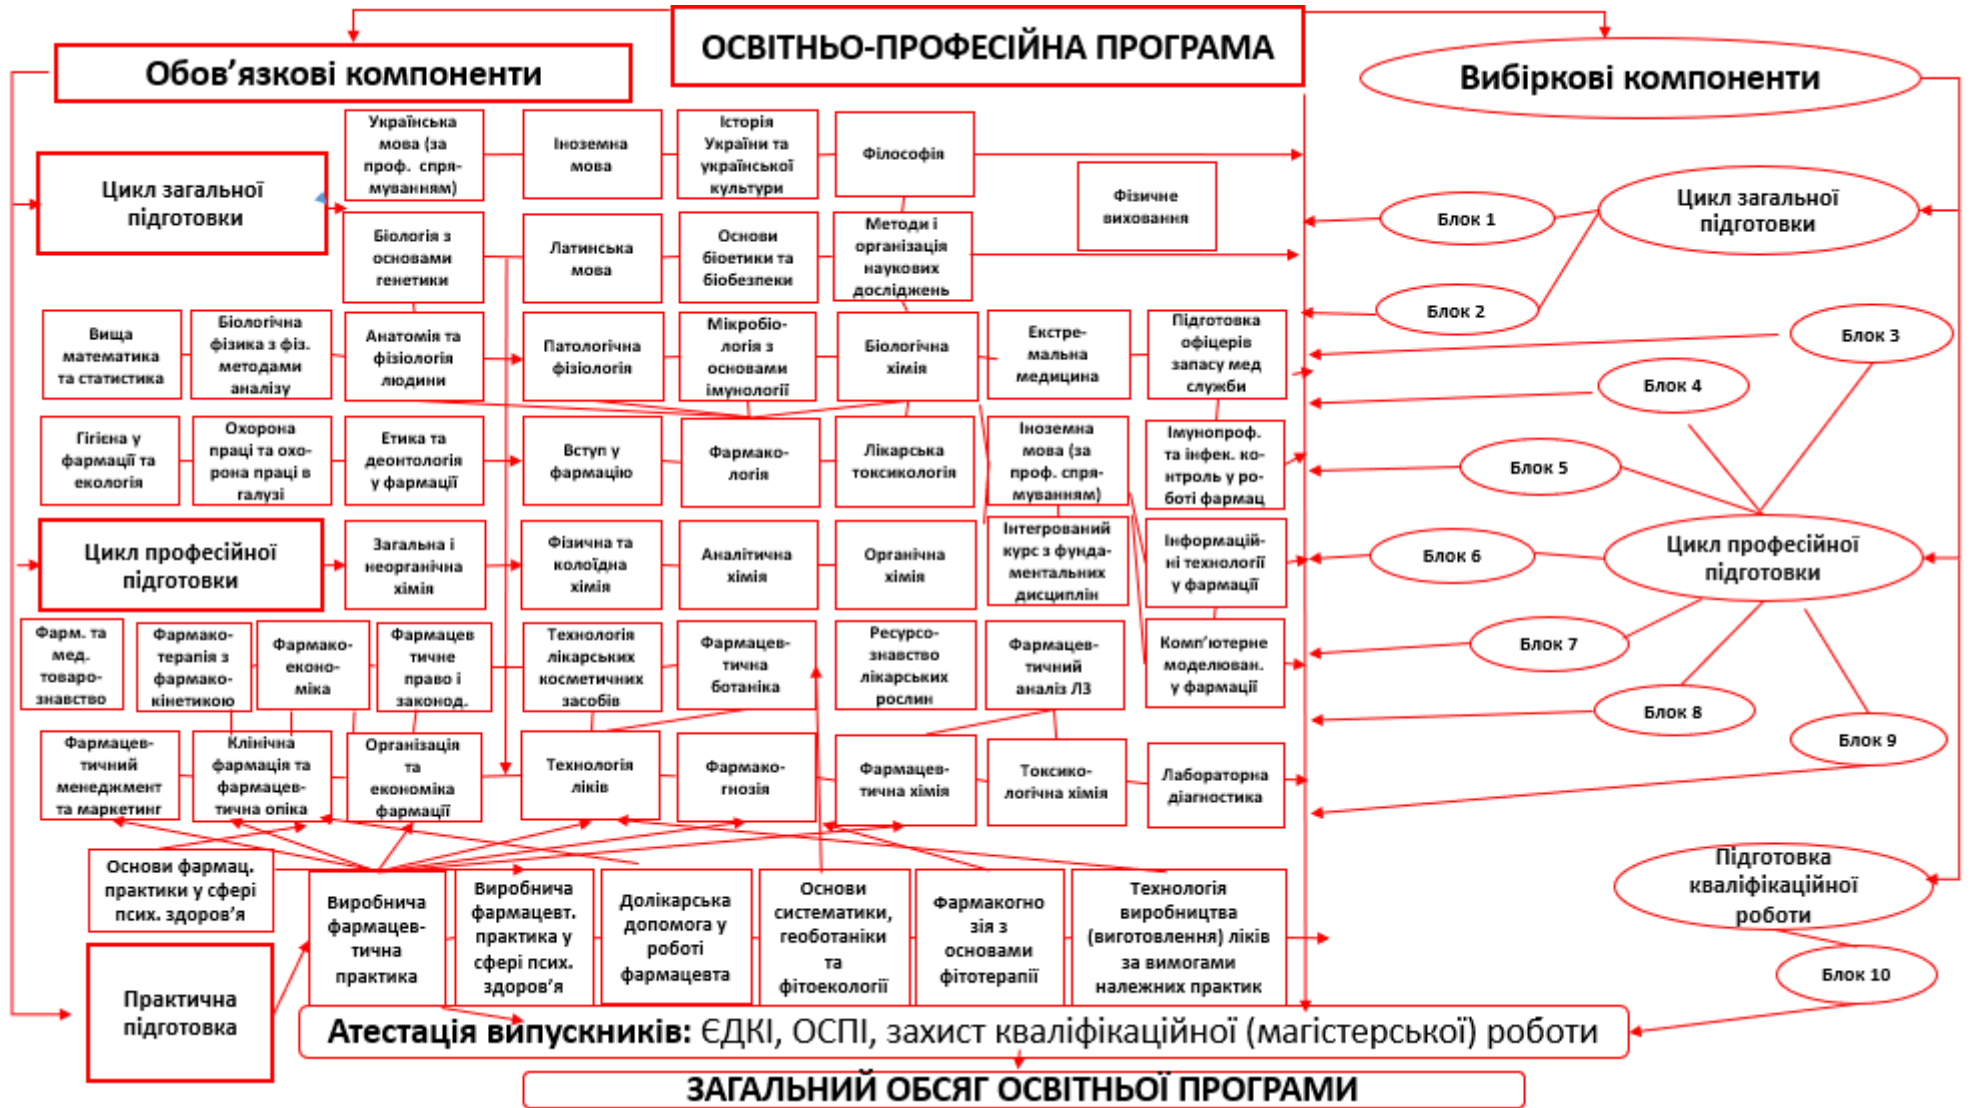 ОСВІТНЬО-ПРОФЕСІЙНА ПРОГРАМА
Обов’язкові компоненти
Вибіркові компоненти
Цикл загальної
підготовки
Українська
мова (за
проф. спря-
муванням)
Іноземна
мова
Історія
України та
української
культури
Філософія
Фізичне
виховання
Біологія з
основами
генетики
Латинська
мова
Основи
біоетики та
біобезпеки
Методи і
організація
наукових
досліджень
Вища
математика
та статистика
Біологічна
фізика з фіз.
методами
аналізу
Анатомія та
фізіологія
людини
Патологічна
фізіологія
Мікробіо-
логія з
основами
імунології
Біологічна
хімія
Екстре-
мальна
медицина
Підготовка
офіцерів
запасу мед
служби
Гігієна у
фармації та
екологія
Охорона
праці та охо-
рона праці в
галузі
Етика та
деонтологія
у фармації
Вступ у
фармацію
Фармако-
логія
Лікарська
токсикологія
Іноземна
мова (за
проф. спря-
муванням)
Імунопроф.
та інфек. ко-
нтроль у ро-
боті фармац
Цикл професійної
підготовки
Загальна і
неорганічна
хімія
Фізична та
колоїдна
хімія
Аналітична
хімія
Органічна
хімія
Інтегрований
курс з фунда-
ментальних
дисциплін
Інформацій-
ні технології
у фармації
Фарм. та
мед.
товаро-
знавство
Фармако-
терапія з
фармако-
кінетикою
Фармако-
еконо-
міка
Фармацев
тичне
право і
законод.
Технологія
лікарських
косметичних
засобів
Фармацев-
тична
ботаніка
Ресурсо-
знавство
лікарських
рослин
Фармацев-
тичний
аналіз ЛЗ
Комп’ютерне
моделюван.
у фармації
Фармацев-
тичний
менеджмент
та маркетинг
Клінічна
фармація та
фармацев-
тична опіка
Організація
та
економіка
фармації
Технологія
ліків
Фармако-
гнозія
Фармацев-
тична хімія
Токсико-
логічна хімія
Лабораторна
діагностика
Основи фармац.
практики у сфері
псих. здоров’я
Практична
підготовка
Виробнича
фармацев-
тична
практика
Виробнича
фармацевт.
практика у
сфері псих.
здоров’я
Долікарська
допомога у
роботі
фармацевта
Основи
систематики,
геоботаніки
та
фітоекології
Фармакогно
зія з
основами
фітотерапії
Технологія
виробництва
(виготовлення) ліків
за вимогами
належних практик
Цикл загальної
підготовки
Блок 1
Блок 2
Блок 3
Блок 4
Блок 5
Блок 6
Цикл професійної
підготовки
Блок 7
Блок 8
Блок 9
Підготовка
кваліфікаційної
роботи
Блок 10
Атестація випускників: ЄДКІ, ОСПІ, захист кваліфікаційної (магістерської) роботи
ЗАГАЛЬНИЙ ОБСЯГ ОСВІТНЬОЇ ПРОГРАМИ